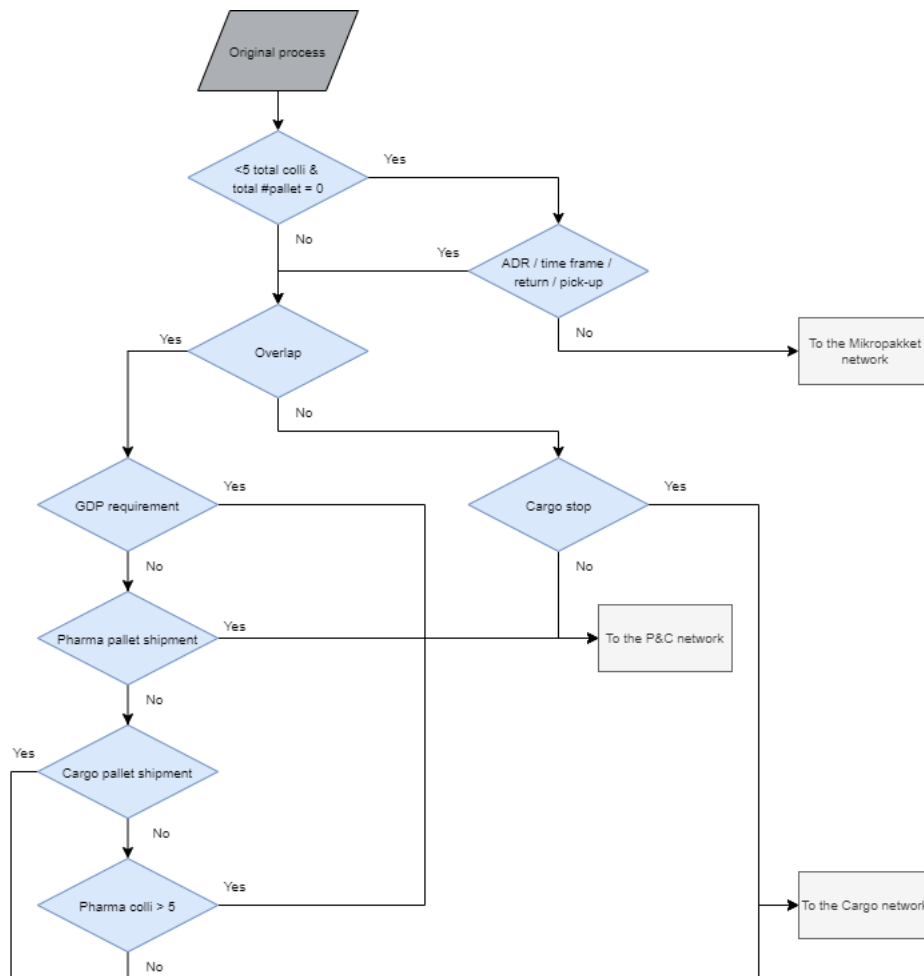 Original process
<5 total colli &
total #pallet = 0
Yes
No
Yes
ADR / time frame /
return / pick-up
No
To the Mikropakket
network
Yes
Overlap
No
GDP requirement
Yes
Cargo stop
Yes
No
No
Pharma pallet shipment
Yes
To the P&C network
No
Yes
Cargo pallet shipment
No
Pharma colli > 5
Yes
To the Cargo network
No